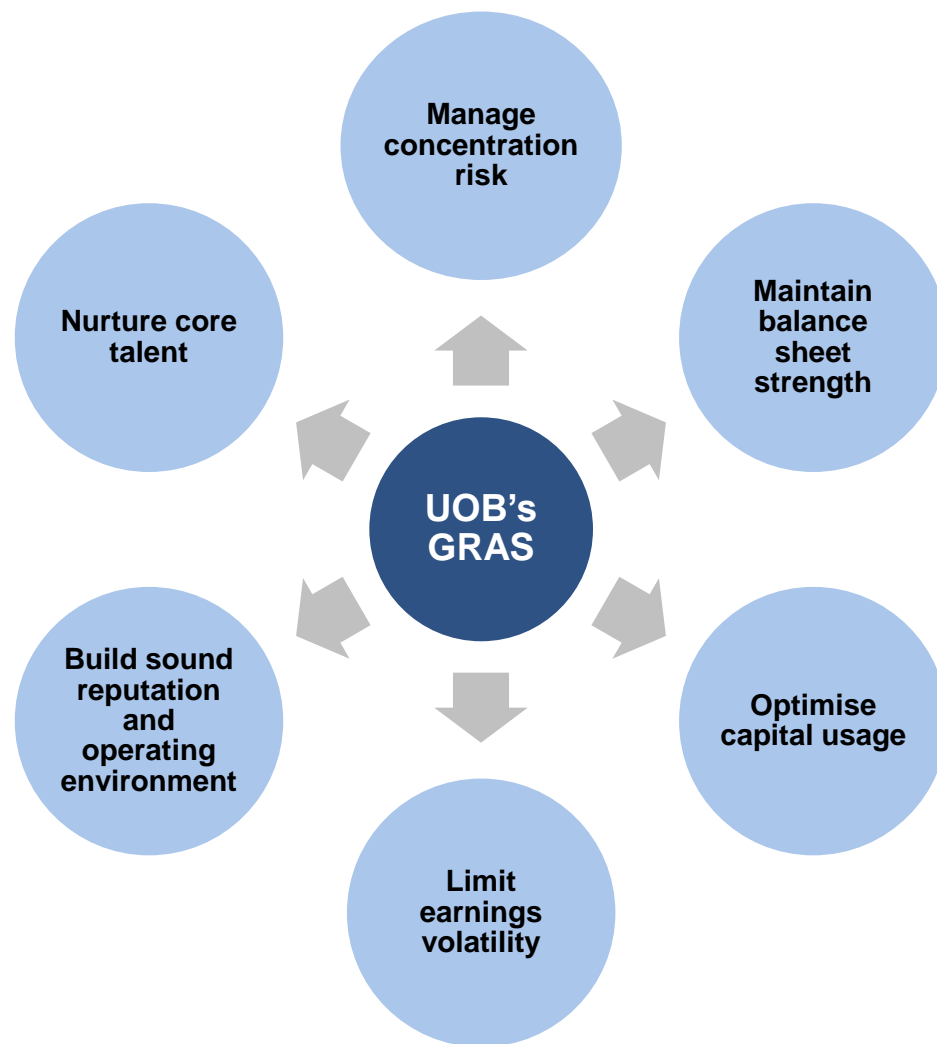 Manage
concentration
risk
Maintain
balance
sheet
strength
Optimise
capital usage
Limit
earnings
volatility
Build sound
reputation
and
operating
environment
Nurture core
talent
UOB’s
GRAS